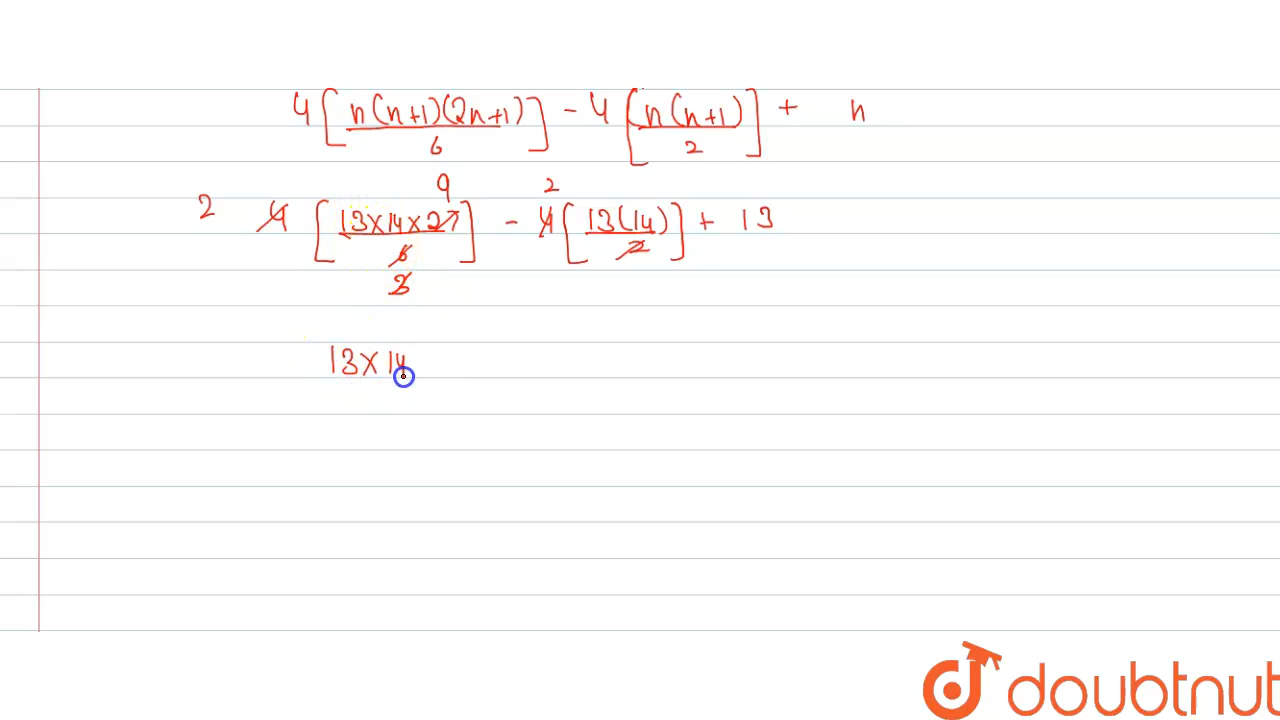 4 [ n(n+1)(2n+1) / 6 ] - 4 [ n(n+1) / 2 ] + n
9 2
2 4 [ 13×14×27 / 6 ] - 4 [ 13(14) / 2 ] + 13
3
13×14
doubtnut